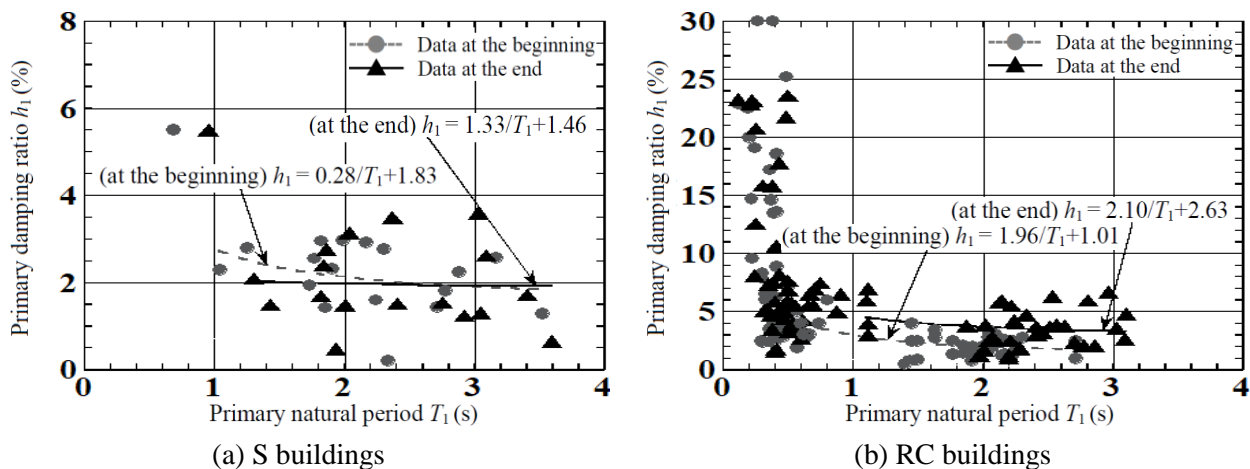 8
6
4
2
0
0
1
2
3
4
Primary damping ratio h₁ (%)
Data at the beginning
Data at the end
(at the end) h₁ = 1.33/T₁+1.46
(at the beginning) h₁ = 0.28/T₁+1.83
Primary natural period T₁ (s)
(a) S buildings
30
25
20
15
10
5
0
0
1
2
3
4
Primary damping ratio h₁ (%)
Data at the beginning
Data at the end
(at the end) h₁ = 2.10/T₁+2.63
(at the beginning) h₁ = 1.96/T₁+1.01
Primary natural period T₁ (s)
(b) RC buildings